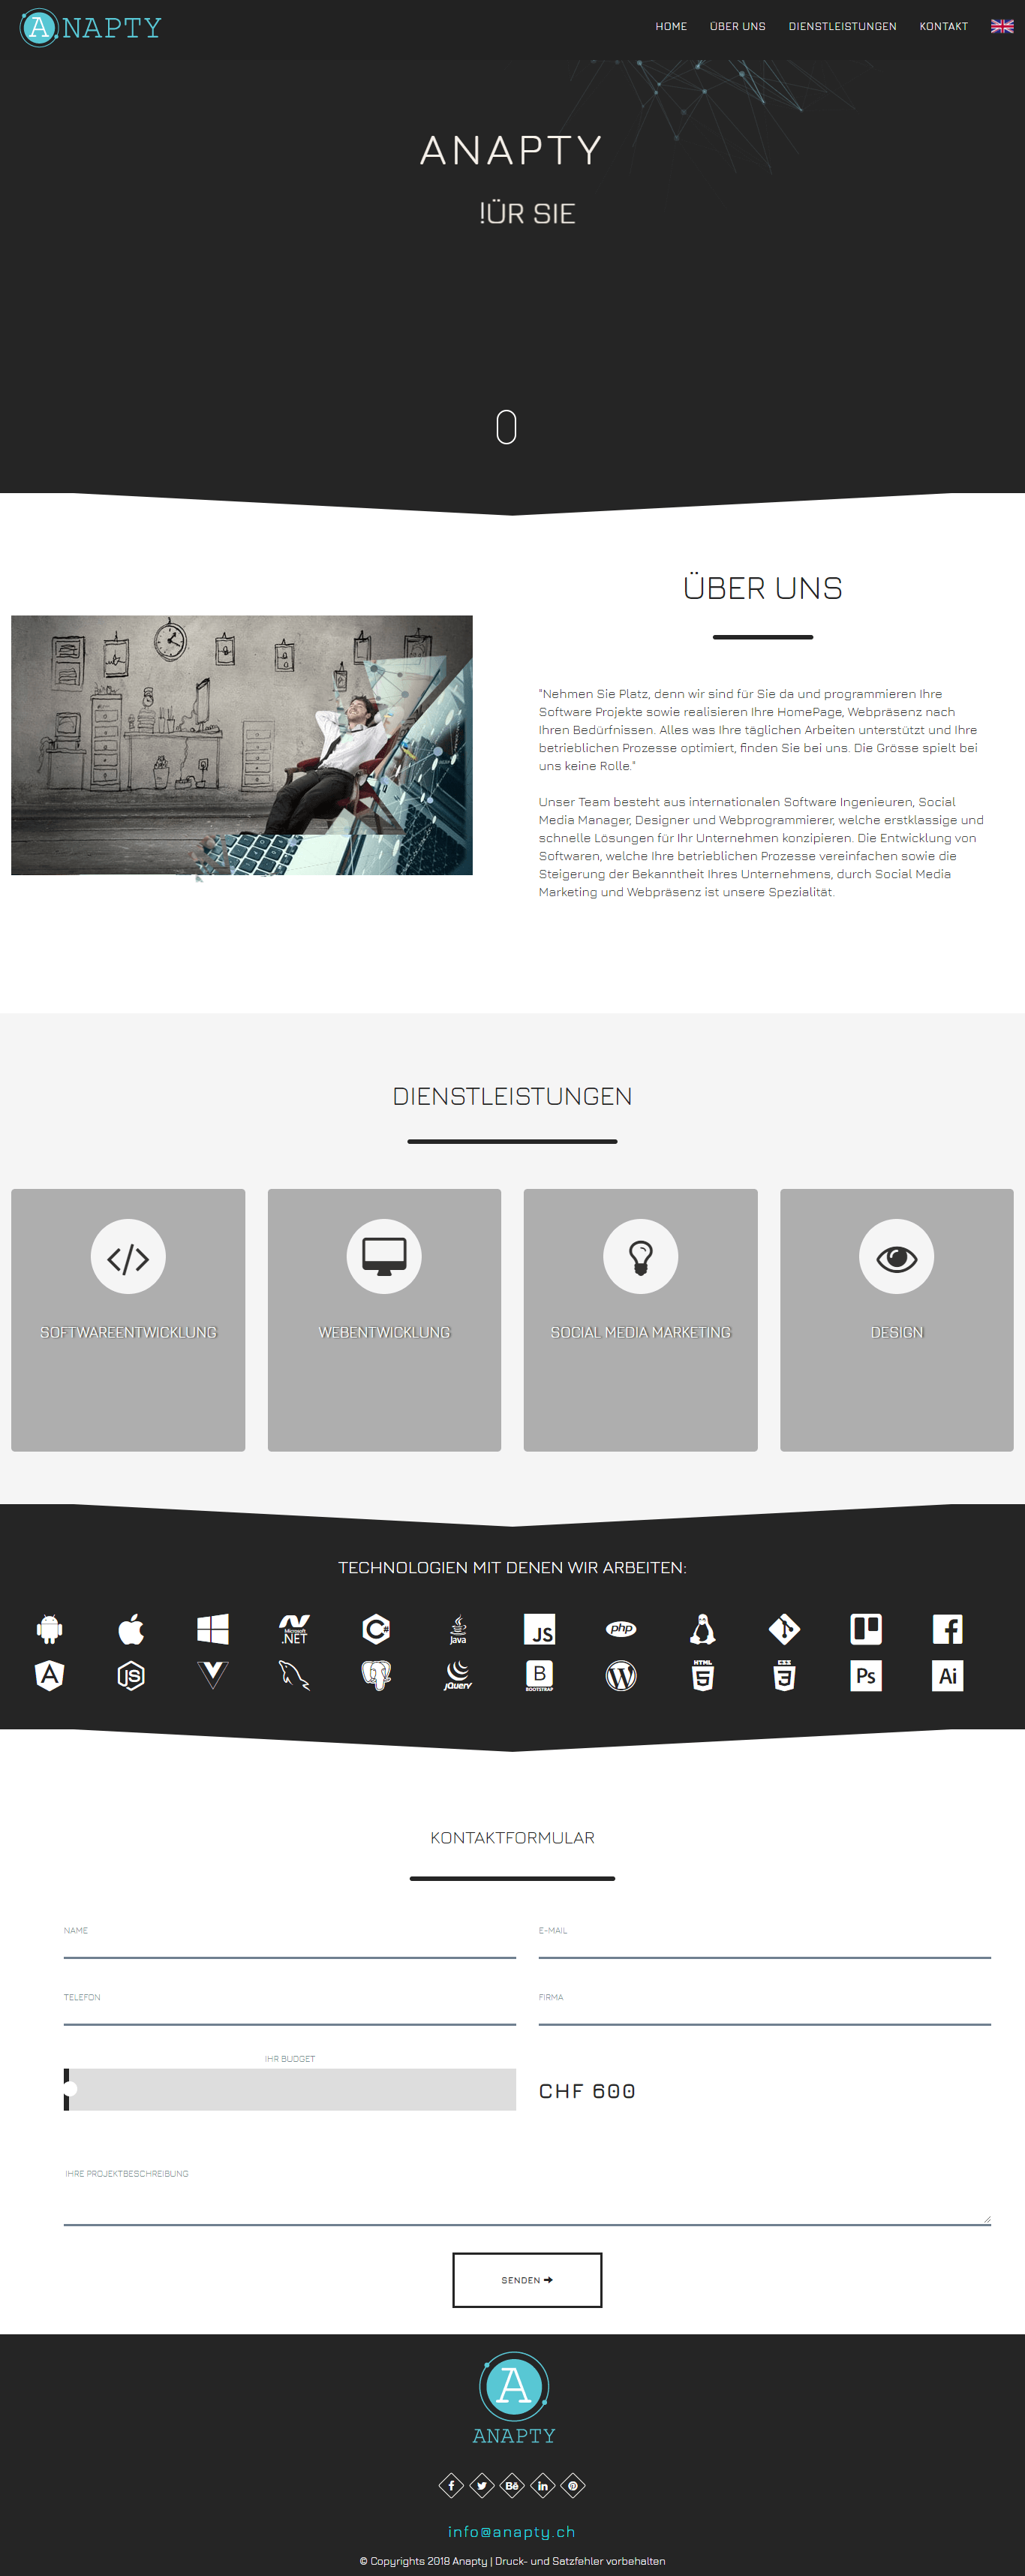 ANAPTY
HOME ÜBER UNS DIENSTLEISTUNGEN KONTAKT
ANAPTY
!ÜR SIE
ÜBER UNS
"Nehmen Sie Platz, denn wir sind für Sie da und programmieren Ihre
Software Projekte sowie realisieren Ihre HomePage, Webpräsenz nach
Ihren Bedürfnissen. Alles was Ihre täglichen Arbeiten unterstützt und Ihre
betrieblichen Prozesse optimiert, finden Sie bei uns. Die Grösse spielt bei
uns keine Rolle."
Unser Team besteht aus internationalen Software Ingenieuren, Social
Media Manager, Designer und Webprogrammierer, welche erstklassige und
schnelle Lösungen für Ihr Unternehmen konzipieren. Die Entwicklung von
Softwaren, welche Ihre betrieblichen Prozesse vereinfachen sowie die
Steigerung der Bekanntheit Ihres Unternehmens, durch Social Media
Marketing und Webpräsenz ist unsere Spezialität.
DIENSTLEISTUNGEN
SOFTWAREENTWICKLUNG
WEBENTWICKLUNG
SOCIAL MEDIA MARKETING
DESIGN
TECHNOLOGIEN MIT DENEN WIR ARBEITEN:
Microsoft .NET C# Java JS php
A JS jQuery B BOOTSTRAP W HTML 5 CSS 3 Ps Ai
KONTAKTFORMULAR
NAME E-MAIL
TELEFON FIRMA
IHR BUDGET
CHF 600
IHRE PROJEKTBESCHREIBUNG
SENDEN
A
ANAPTY
f Bē in
info@anapty.ch
© Copyrights 2018 Anapty | Druck- und Satzfehler vorbehalten